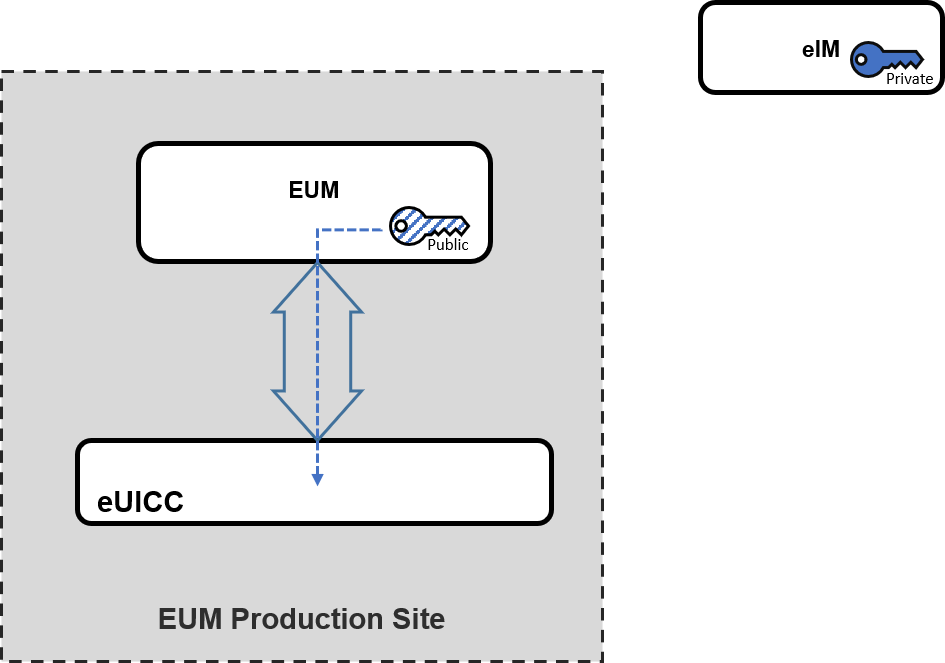 eIM
Private
EUM
Public
eUICC
EUM Production Site